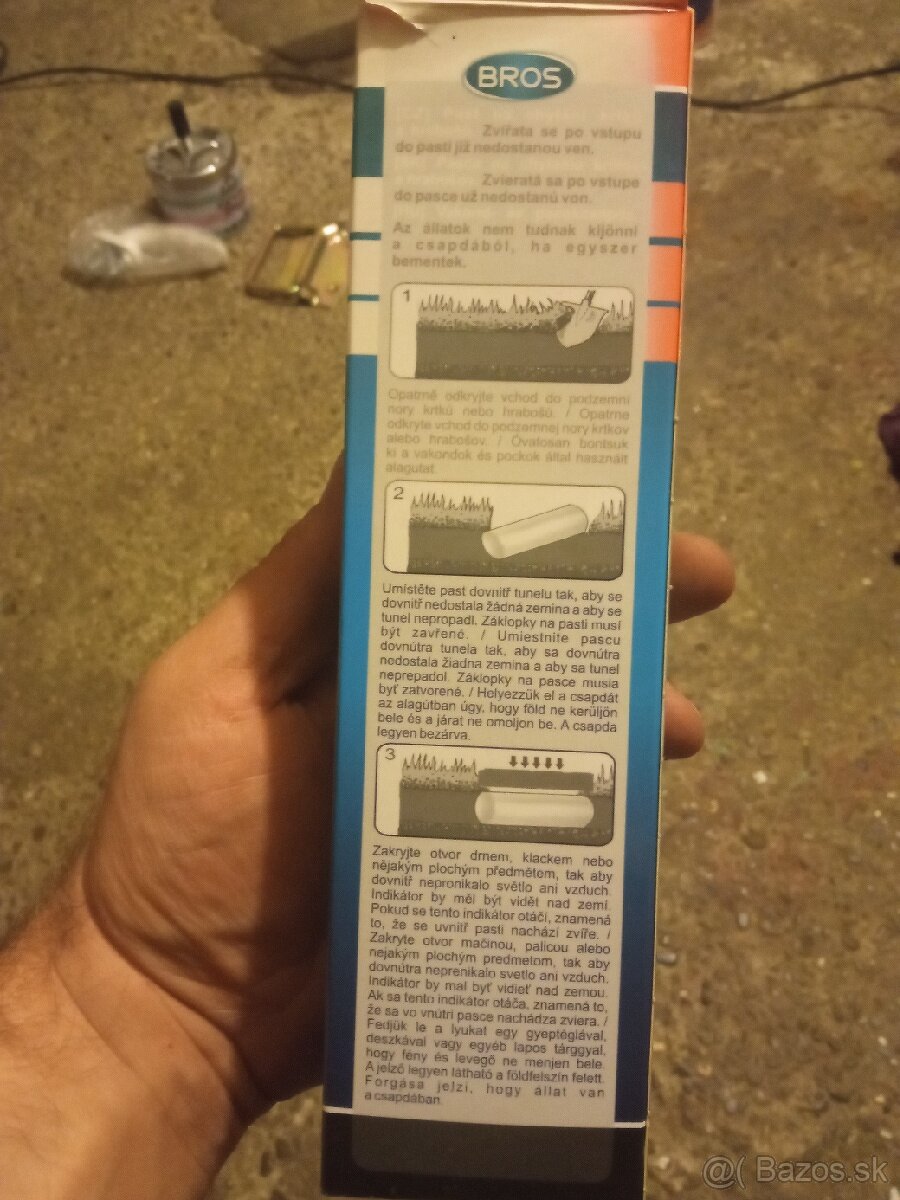 BROS
Zvířata se po vstupu
do pasti již nedostanou ven.
Zvieratá sa po vstupe
do pasce už nedostanú von.
Az állatok nem tudnak kijönni
a csapdából, ha egyszer
bementek.
1
Opatrně odkryjte vchod do podzemní
nory krtků nebo hrabošů. / Opatrne
odkryte vchod do podzemnej nory krtkov
alebo hrabošov. / Óvatosan bontsuk
ki a vakondok és pockok által használt
alagutat.
2
Umístěte past dovnitř tunelu tak, aby se
dovnitř nedostala žádná zemina a aby se
tunel nepropadl. Záklopky na pasti musí
být zavřené. / Umiestnite pascu
dovnútra tunela tak, aby sa dovnútra
nedostala žiadna zemina a aby sa tunel
neprepadol. Záklopky na pasce musia
byť zatvorené. / Helyezzük el a csapdát
az alagútban úgy, hogy föld ne kerüljön
bele és a járat ne omoljon be. A csapda
legyen bezárva.
3
Zakryjte otvor drnem, klackem nebo
nějakým plochým předmětem, tak aby
dovnitř nepronikalo světlo ani vzduch.
Indikátor by měl být vidět nad zemí.
Pokud se tento indikátor otáčí, znamená
to, že se uvnitř pasti nachází zvíře. /
Zakryte otvor mačinou, palicou alebo
nejakým plochým predmetom, tak aby
dovnútra neprenikalo svetlo ani vzduch.
Indikátor by mal byť vidieť nad zemou.
Ak sa tento indikátor otáča, znamená to,
že sa vo vnútri pasce nachádza zviera. /
Fedjük le a lyukat egy gyeptéglával,
deszkával vagy egyéb lapos tárggyal,
hogy fény és levegő ne menjen bele.
A jelző legyen látható a földfelszín felett.
Forgása jelzi, hogy állat van
a csapdában.
@( Bazos.sk